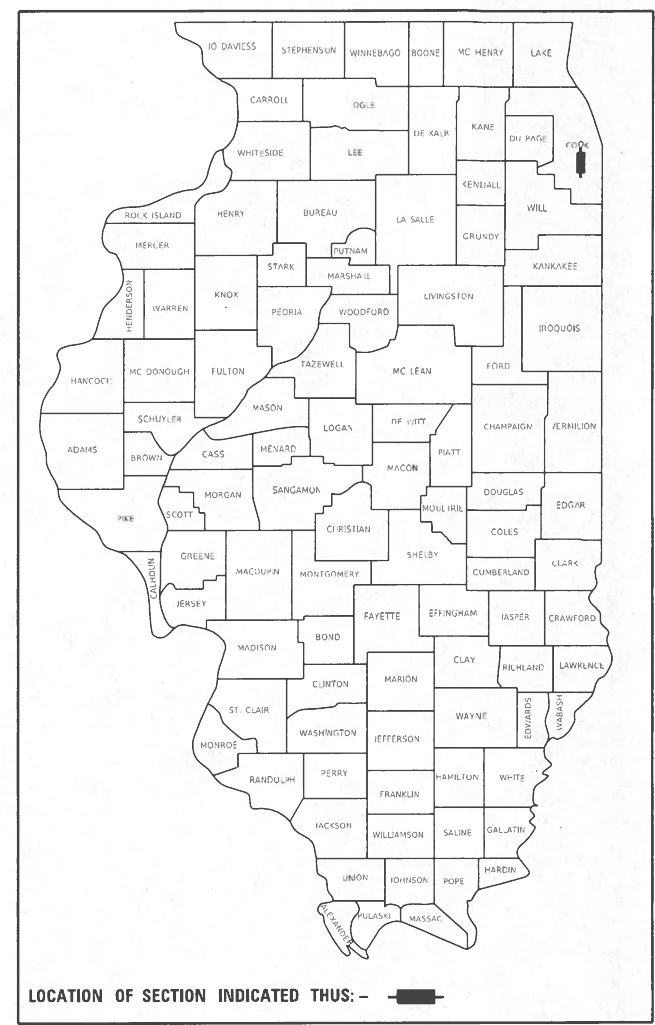 JO DAVIESS STEPHENSON WINNEBAGO BOONE MC HENRY LAKE
CARROLL OGLE DE KALB KANE DU PAGE COOK
WHITESIDE LEE KENDALL
ROCK ISLAND HENRY BUREAU LA SALLE WILL
MERCER PUTNAM GRUNDY
STARK MARSHALL KANKAKEE
HENDERSON WARREN KNOX PEORIA WOODFORD LIVINGSTON IROQUOIS
HANCOCK MC DONOUGH FULTON TAZEWELL MC LEAN FORD
SCHUYLER MASON LOGAN DE WITT CHAMPAIGN VERMILION
ADAMS BROWN CASS MENARD MACON PIATT
PIKE SCOTT MORGAN SANGAMON MOULTRIE DOUGLAS EDGAR
CHRISTIAN COLES
CALHOUN GREENE MACOUPIN MONTGOMERY SHELBY CUMBERLAND CLARK
JERSEY FAYETTE EFFINGHAM JASPER CRAWFORD
MADISON BOND CLAY RICHLAND LAWRENCE
CLINTON MARION
ST. CLAIR WAYNE EDWARDS WABASH
MONROE WASHINGTON JEFFERSON
RANDOLPH PERRY HAMILTON WHITE
FRANKLIN
JACKSON WILLIAMSON SALINE GALLATIN
UNION JOHNSON POPE HARDIN
ALEXANDER PULASKI MASSAC
LOCATION OF SECTION INDICATED THUS: –